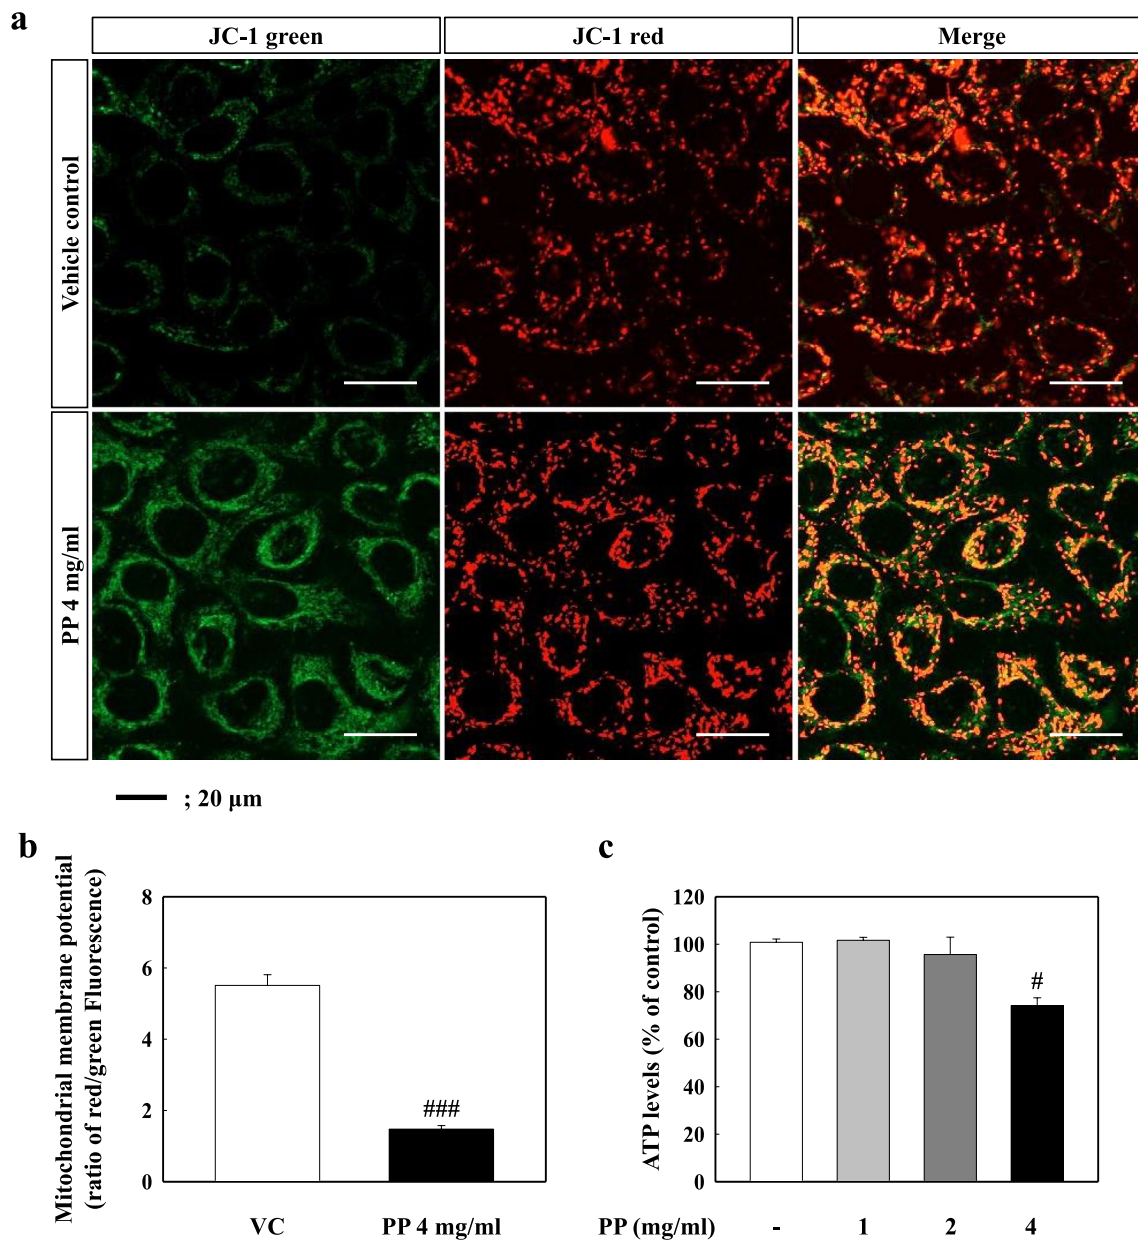 a
JC-1 green
JC-1 red
Merge
Vehicle control
PP 4 mg/ml
; 20 µm
b
Mitochondrial membrane potential
(ratio of red/green Fluorescence)
8
6
4
2
0
###
VC
PP 4 mg/ml
c
ATP levels (% of control)
120
100
80
60
40
20
0
#
PP (mg/ml)
-
1
2
4